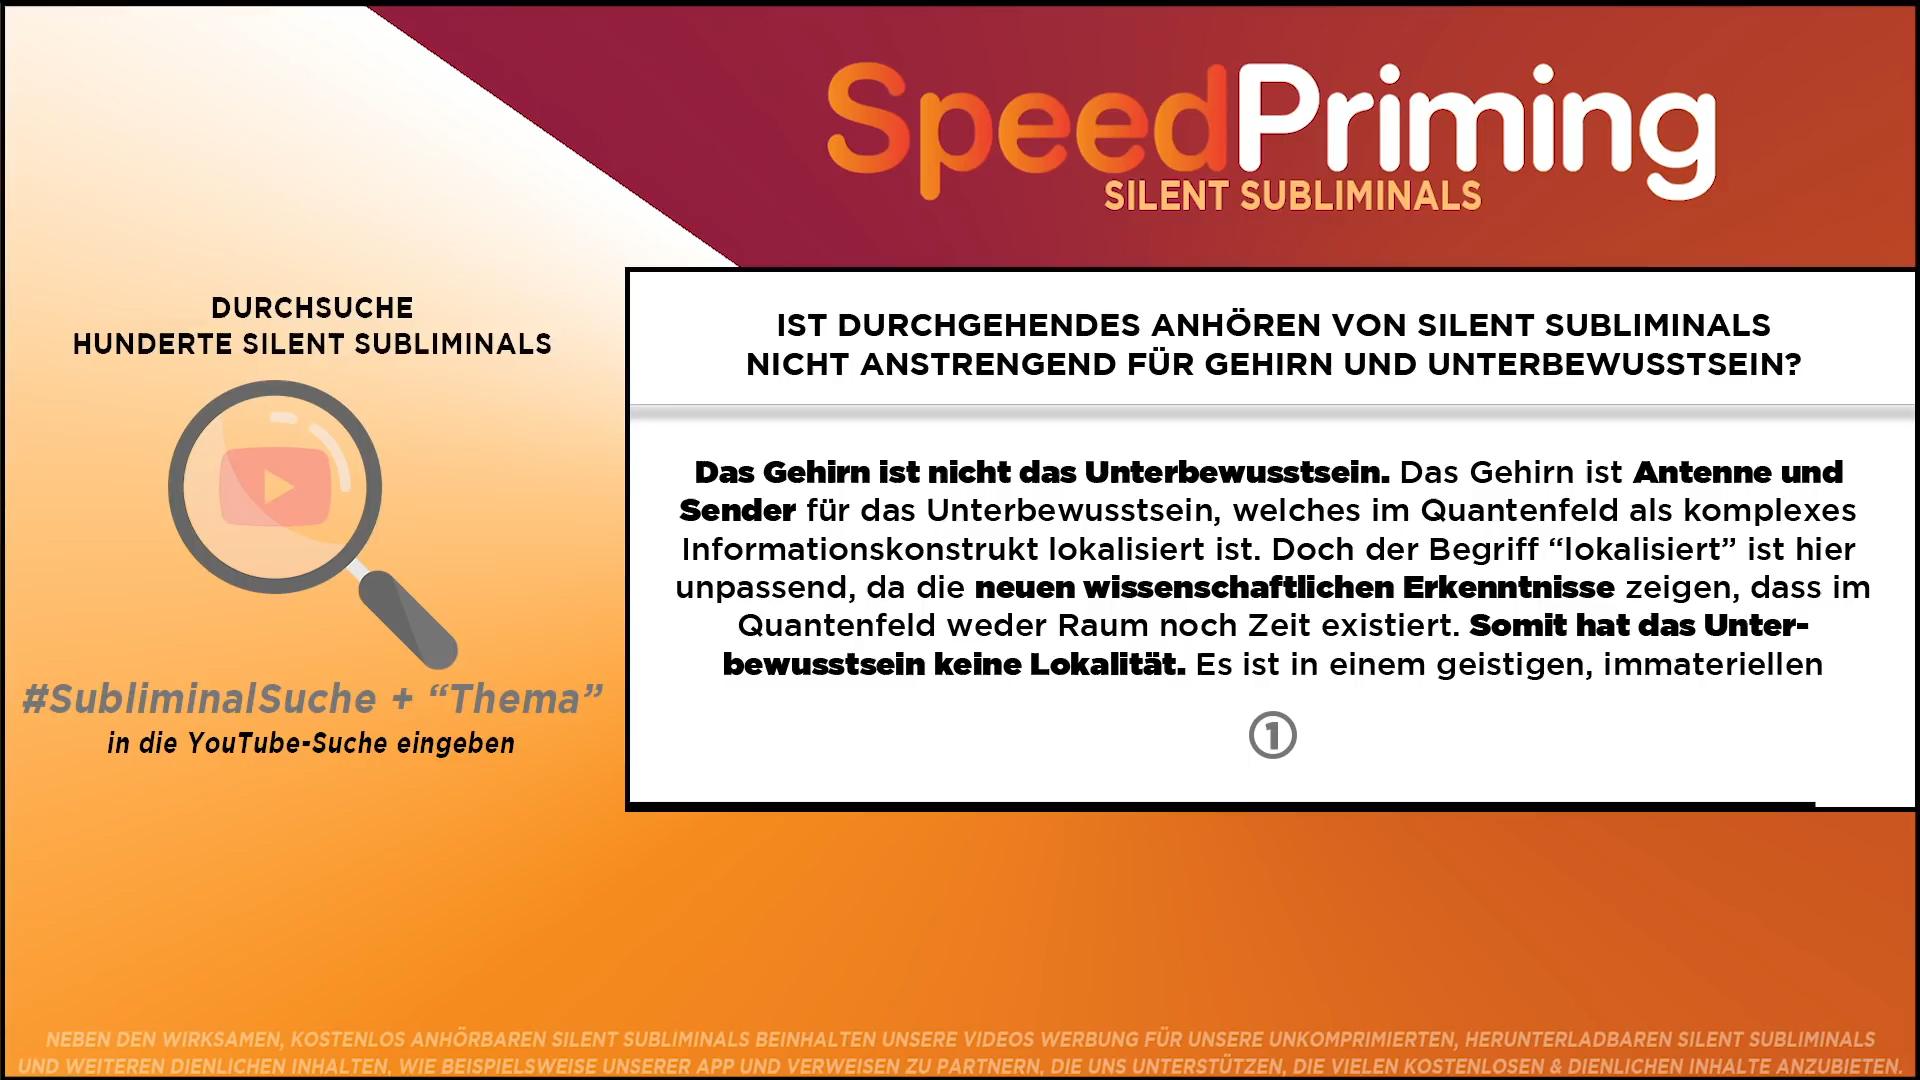 SpeedPriming
SILENT SUBLIMINALS
DURCHSUCHE
HUNDERTE SILENT SUBLIMINALS
#SubliminalSuche + “Thema”
in die YouTube-Suche eingeben
IST DURCHGEHENDES ANHÖREN VON SILENT SUBLIMINALS
NICHT ANSTRENGEND FÜR GEHIRN UND UNTERBEWUSSTSEIN?
Das Gehirn ist nicht das Unterbewusstsein. Das Gehirn ist Antenne und
Sender für das Unterbewusstsein, welches im Quantenfeld als komplexes
Informationskonstrukt lokalisiert ist. Doch der Begriff “lokalisiert” ist hier
unpassend, da die neuen wissenschaftlichen Erkenntnisse zeigen, dass im
Quantenfeld weder Raum noch Zeit existiert. Somit hat das Unter-
bewusstsein keine Lokalität. Es ist in einem geistigen, immateriellen
1
NEBEN DEN WIRKSAMEN, KOSTENLOS ANHÖRBAREN SILENT SUBLIMINALS BEINHALTEN UNSERE VIDEOS WERBUNG FÜR UNSERE UNKOMPRIMIERTEN, HERUNTERLADBAREN SILENT SUBLIMINALS
UND WEITEREN DIENLICHEN INHALTEN, WIE BEISPIELSWEISE UNSERER APP UND VERWEISEN ZU PARTNERN, DIE UNS UNTERSTÜTZEN, DIE VIELEN KOSTENLOSEN & DIENLICHEN INHALTE ANZUBIETEN.